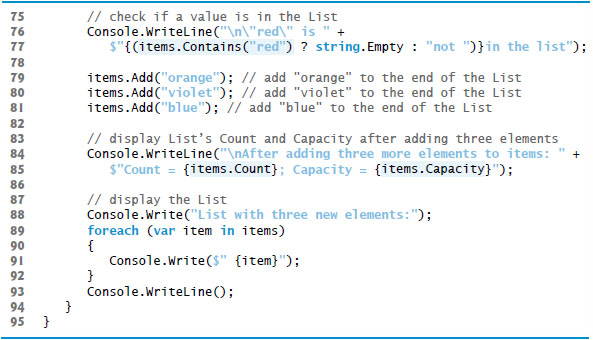 75 // check if a value is in the List
76 Console.WriteLine("\n\"red\" is " +
77 $"{(items.Contains("red") ? string.Empty : "not ")}in the list");
78
79 items.Add("orange"); // add "orange" to the end of the List
80 items.Add("violet"); // add "violet" to the end of the List
81 items.Add("blue"); // add "blue" to the end of the List
82
83 // display List’s Count and Capacity after adding three elements
84 Console.WriteLine("\nAfter adding three more elements to items: " +
85 $"Count = {items.Count}; Capacity = {items.Capacity}");
86
87 // display the List
88 Console.Write("List with three new elements:");
89 foreach (var item in items)
90 {
91 Console.Write($" {item}");
92 }
93 Console.WriteLine();
94 }
95 }